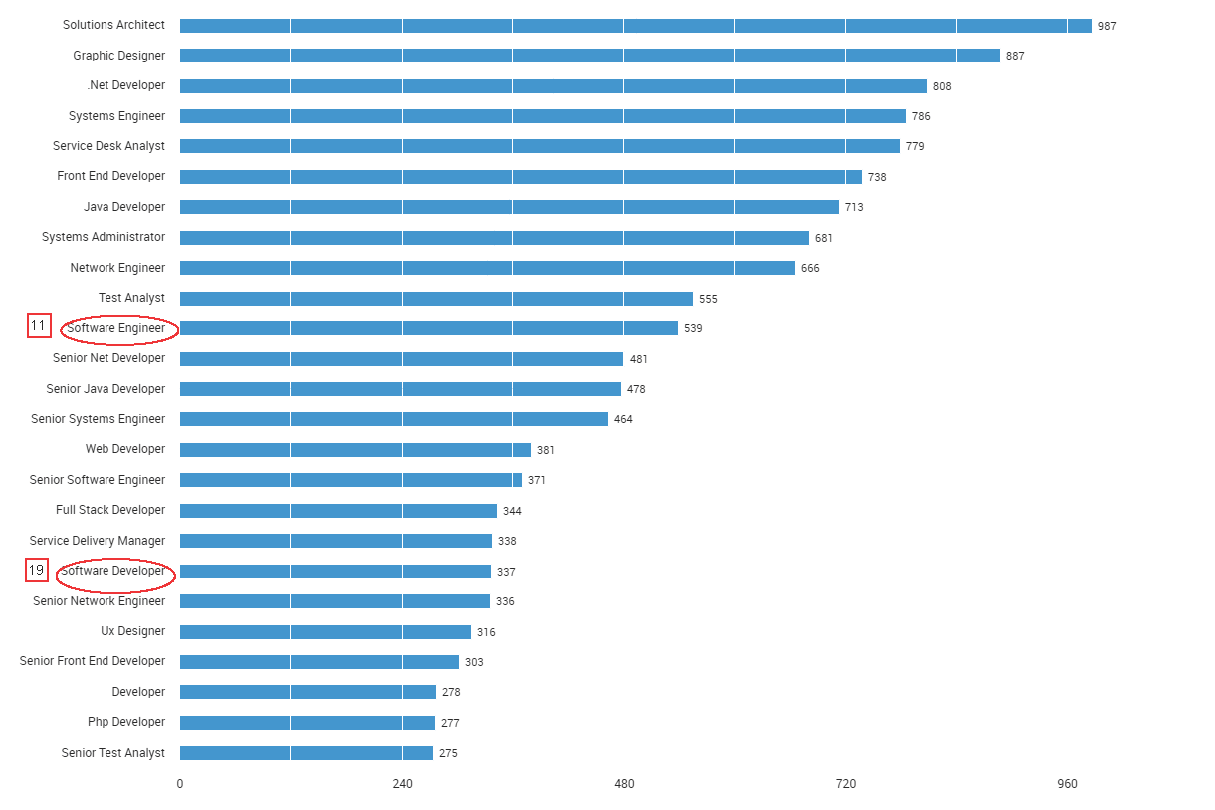 Solutions Architect 987
Graphic Designer 887
.Net Developer 808
Systems Engineer 786
Service Desk Analyst 779
Front End Developer 738
Java Developer 713
Systems Administrator 681
Network Engineer 666
Test Analyst 555
11 Software Engineer 539
Senior Net Developer 481
Senior Java Developer 478
Senior Systems Engineer 464
Web Developer 381
Senior Software Engineer 371
Full Stack Developer 344
Service Delivery Manager 338
19 Software Developer 337
Senior Network Engineer 336
Ux Designer 316
Senior Front End Developer 303
Developer 278
Php Developer 277
Senior Test Analyst 275
0 240 480 720 960